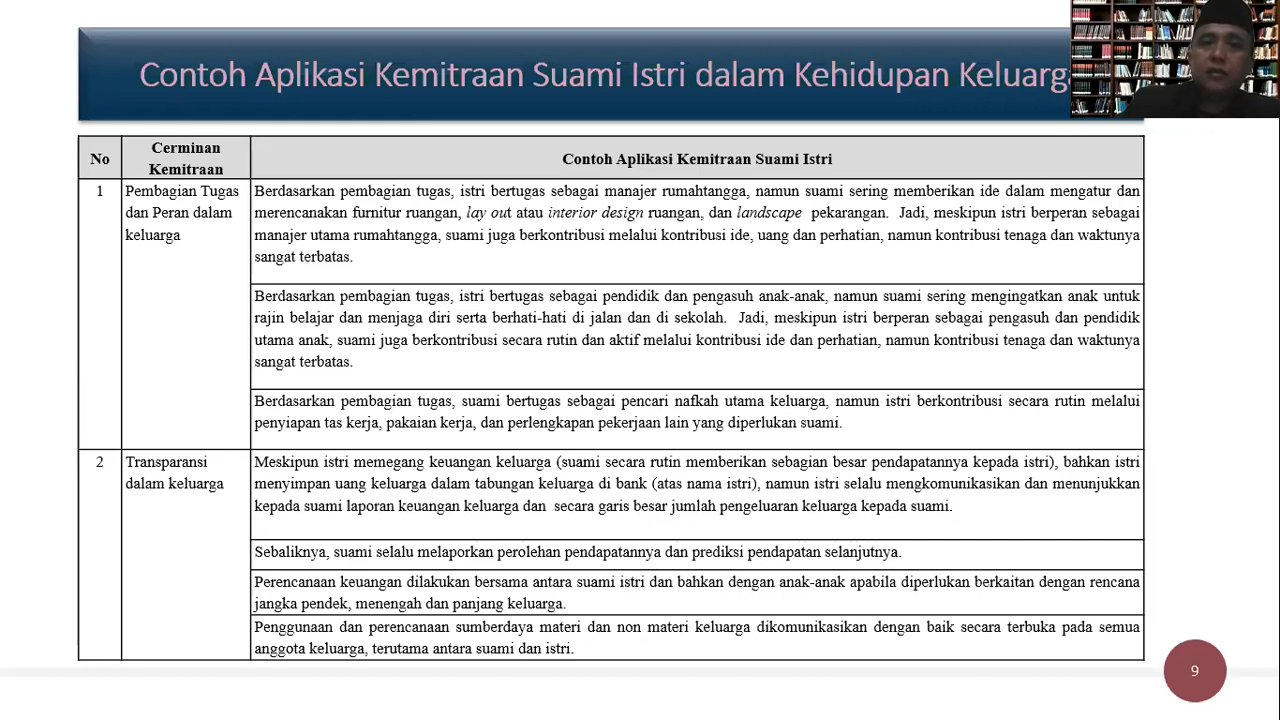 Contoh Aplikasi Kemitraan Suami Istri dalam Kehidupan Keluarg
No
Cerminan
Kemitraan
Contoh Aplikasi Kemitraan Suami Istri
1
Pembagian Tugas
dan Peran dalam
keluarga
Berdasarkan pembagian tugas, istri bertugas sebagai manajer rumahtangga, namun suami sering memberikan ide dalam mengatur dan
merencanakan furnitur ruangan, lay out atau interior design ruangan, dan landscape pekarangan. Jadi, meskipun istri berperan sebagai
manajer utama rumahtangga, suami juga berkontribusi melalui kontribusi ide, uang dan perhatian, namun kontribusi tenaga dan waktunya
sangat terbatas.
Berdasarkan pembagian tugas, istri bertugas sebagai pendidik dan pengasuh anak-anak, namun suami sering mengingatkan anak untuk
rajin belajar dan menjaga diri serta berhati-hati di jalan dan di sekolah. Jadi, meskipun istri berperan sebagai pengasuh dan pendidik
utama anak, suami juga berkontribusi secara rutin dan aktif melalui kontribusi ide dan perhatian, namun kontribusi tenaga dan waktunya
sangat terbatas.
Berdasarkan pembagian tugas, suami bertugas sebagai pencari nafkah utama keluarga, namun istri berkontribusi secara rutin melalui
penyiapan tas kerja, pakaian kerja, dan perlengkapan pekerjaan lain yang diperlukan suami.
2
Transparansi
dalam keluarga
Meskipun istri memegang keuangan keluarga (suami secara rutin memberikan sebagian besar pendapatannya kepada istri), bahkan istri
menyimpan uang keluarga dalam tabungan keluarga di bank (atas nama istri), namun istri selalu mengkomunikasikan dan menunjukkan
kepada suami laporan keuangan keluarga dan secara garis besar jumlah pengeluaran keluarga kepada suami.
Sebaliknya, suami selalu melaporkan perolehan pendapatannya dan prediksi pendapatan selanjutnya.
Perencanaan keuangan dilakukan bersama antara suami istri dan bahkan dengan anak-anak apabila diperlukan berkaitan dengan rencana
jangka pendek, menengah dan panjang keluarga.
Penggunaan dan perencanaan sumberdaya materi dan non materi keluarga dikomunikasikan dengan baik secara terbuka pada semua
anggota keluarga, terutama antara suami dan istri.
9